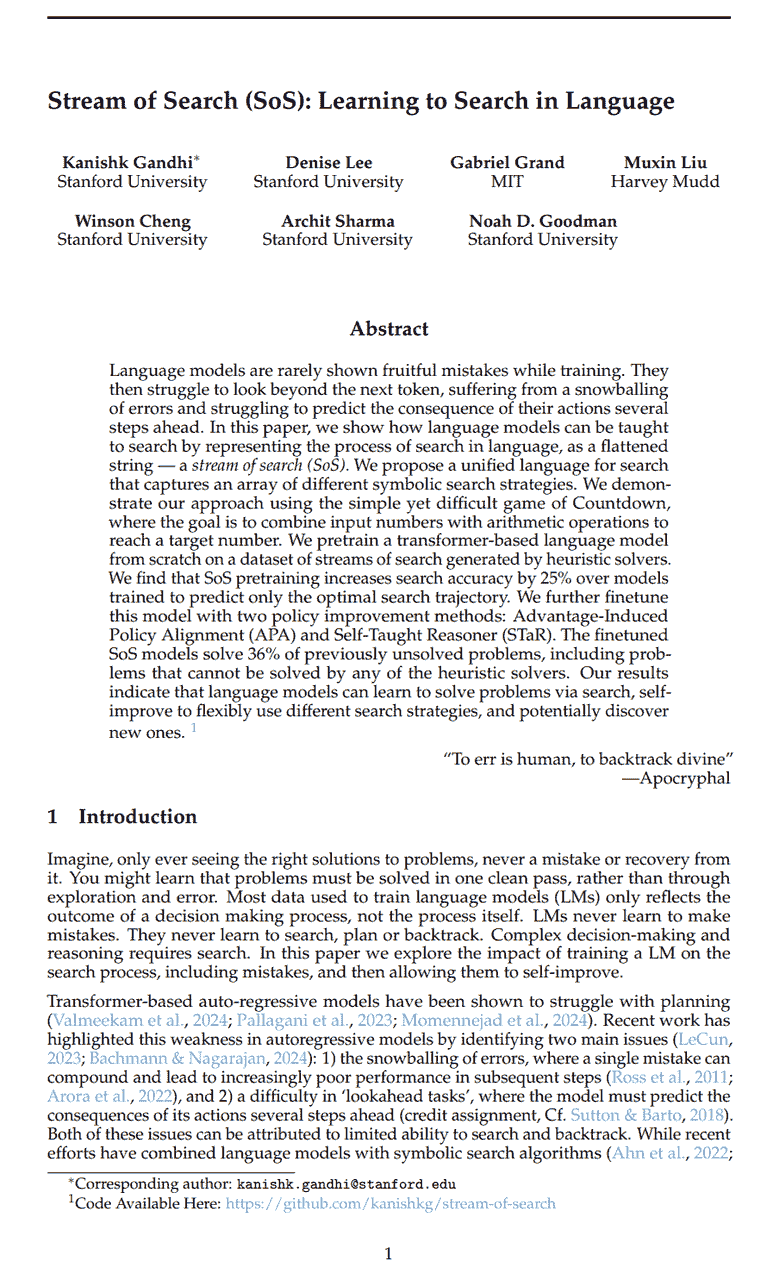 Stream of Search (SoS): Learning to Search in Language
Kanishk Gandhi* Denise Lee Gabriel Grand Muxin Liu
Stanford University Stanford University MIT Harvey Mudd
Winson Cheng Archit Sharma Noah D. Goodman
Stanford University Stanford University Stanford University
Abstract
Language models are rarely shown fruitful mistakes while training. They
then struggle to look beyond the next token, suffering from a snowballing
of errors and struggling to predict the consequence of their actions several
steps ahead. In this paper, we show how language models can be taught
to search by representing the process of search in language, as a flattened
string — a stream of search (SoS). We propose a unified language for search
that captures an array of different symbolic search strategies. We demon-
strate our approach using the simple yet difficult game of Countdown,
where the goal is to combine input numbers with arithmetic operations to
reach a target number. We pretrain a transformer-based language model
from scratch on a dataset of streams of search generated by heuristic solvers.
We find that SoS pretraining increases search accuracy by 25% over models
trained to predict only the optimal search trajectory. We further finetune
this model with two policy improvement methods: Advantage-Induced
Policy Alignment (APA) and Self-Taught Reasoner (STaR). The finetuned
SoS models solve 36% of previously unsolved problems, including prob-
lems that cannot be solved by any of the heuristic solvers. Our results
indicate that language models can learn to solve problems via search, self-
improve to flexibly use different search strategies, and potentially discover
new ones. 1
“To err is human, to backtrack divine”
—Apocryphal
1 Introduction
Imagine, only ever seeing the right solutions to problems, never a mistake or recovery from
it. You might learn that problems must be solved in one clean pass, rather than through
exploration and error. Most data used to train language models (LMs) only reflects the
outcome of a decision making process, not the process itself. LMs never learn to make
mistakes. They never learn to search, plan or backtrack. Complex decision-making and
reasoning requires search. In this paper we explore the impact of training a LM on the
search process, including mistakes, and then allowing them to self-improve.
Transformer-based auto-regressive models have been shown to struggle with planning
(Valmeekam et al., 2024; Pallagani et al., 2023; Momennejad et al., 2024). Recent work has
highlighted this weakness in autoregressive models by identifying two main issues (LeCun,
2023; Bachmann & Nagarajan, 2024): 1) the snowballing of errors, where a single mistake can
compound and lead to increasingly poor performance in subsequent steps (Ross et al., 2011;
Arora et al., 2022), and 2) a difficulty in ‘lookahead tasks’, where the model must predict the
consequences of its actions several steps ahead (credit assignment, Cf. Sutton & Barto, 2018).
Both of these issues can be attributed to limited ability to search and backtrack. While recent
efforts have combined language models with symbolic search algorithms (Ahn et al., 2022;
*Corresponding author: kanishk.gandhi@stanford.edu
1Code Available Here: https://github.com/kanishkg/stream-of-search
1